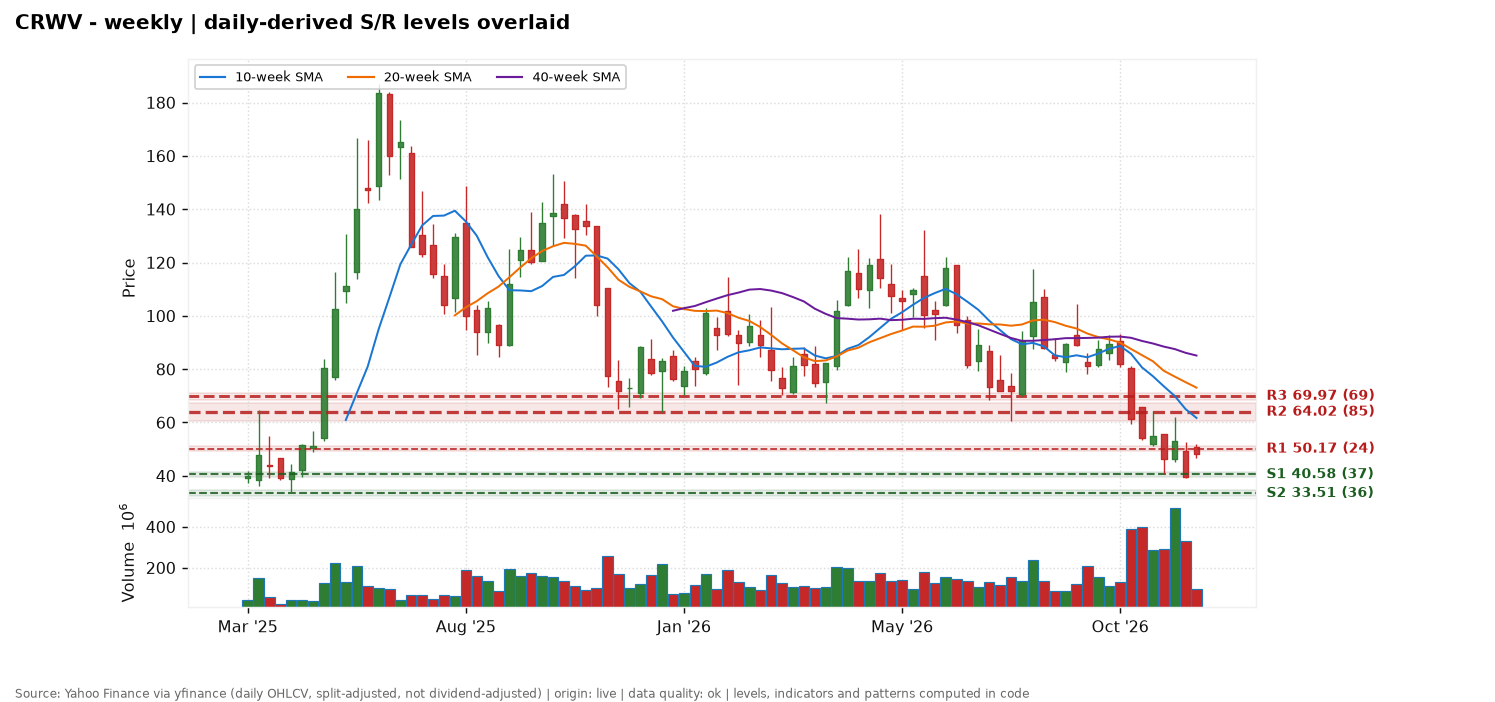 CRWV - weekly | daily-derived S/R levels overlaid
10-week SMA 20-week SMA 40-week SMA
Price
180
160
140
120
100
80
60
40
R3 69.97 (69)
R2 64.02 (85)
R1 50.17 (24)
S1 40.58 (37)
S2 33.51 (36)
Volume 10⁶
400
200
Mar '25 Aug '25 Jan '26 May '26 Oct '26
Source: Yahoo Finance via yfinance (daily OHLCV, split-adjusted, not dividend-adjusted) | origin: live | data quality: ok | levels, indicators and patterns computed in code